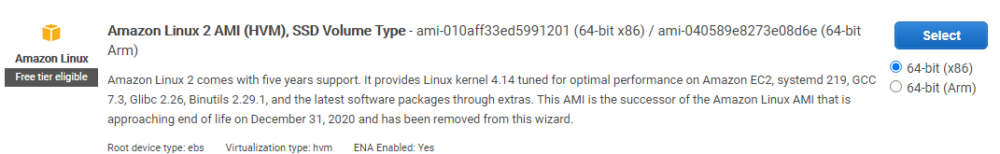 Amazon Linux
Free tier eligible
Amazon Linux 2 AMI (HVM), SSD Volume Type - ami-010aff33ed5991201 (64-bit x86) / ami-040589e8273e08d6e (64-bit
Arm)
Amazon Linux 2 comes with five years support. It provides Linux kernel 4.14 tuned for optimal performance on Amazon EC2, systemd 219, GCC
7.3, Glibc 2.26, Binutils 2.29.1, and the latest software packages through extras. This AMI is the successor of the Amazon Linux AMI that is
approaching end of life on December 31, 2020 and has been removed from this wizard.
Root device type: ebs Virtualization type: hvm ENA Enabled: Yes
Select
64-bit (x86)
64-bit (Arm)